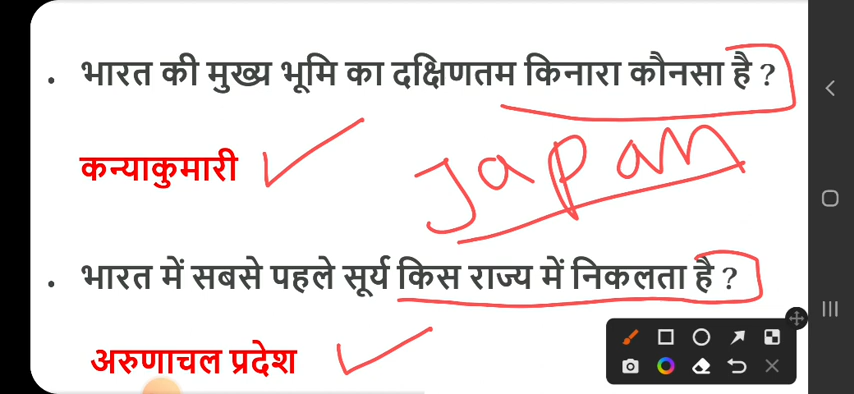 . भारत की मुख्य भूमि का दक्षिणतम किनारा कौनसा है ?
कन्याकुमारी
Japan
. भारत में सबसे पहले सूर्य किस राज्य में निकलता है ?
अरुणाचल प्रदेश